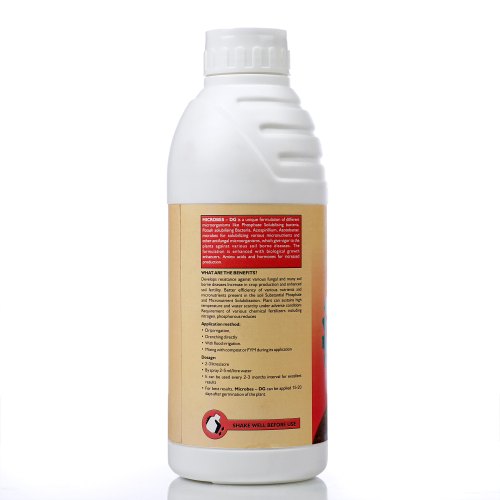 MICROBES – DG is a unique formulation of different
microorganisms like Phosphate Solubilising bacteria,
Potash solubilising Bacteria, Azospirillum, Azotobacter
microbes for solubilizing various micronutrients and
other antifungal microorganisms, which give vigor to the
plants against various soil borne diseases. The
formulation is enhanced with biological growth
enhancers. Amino acids and hormones for increased
production.
WHAT ARE THE BENEFITS?
Develops resistance against various fungal and many soil
borne diseases Increase in crop production and enhanced
soil fertility. Better efficiency of various nutrients and
micronutrients present in the soil Substantial Phosphate
and Micronutrient Solubilization. Plant can sustain high
temperature and water scarcity under adverse condition
Requirement of various chemical fertilizers including
nitrogen, phosphorous reduces
Application method:
• Drip irrigation.
• Drenching directly
• With flood irrigation.
• Mixing with compost or FYM during its application
Dosage:
• 2-3 litres/acre
• By spray 2-5 ml/litre water
• It can be used every 2-3 months interval for excellent
results
• For best results, Microbes – DG can be applied 15-20
days after germination of the plant.
SHAKE WELL BEFORE USE